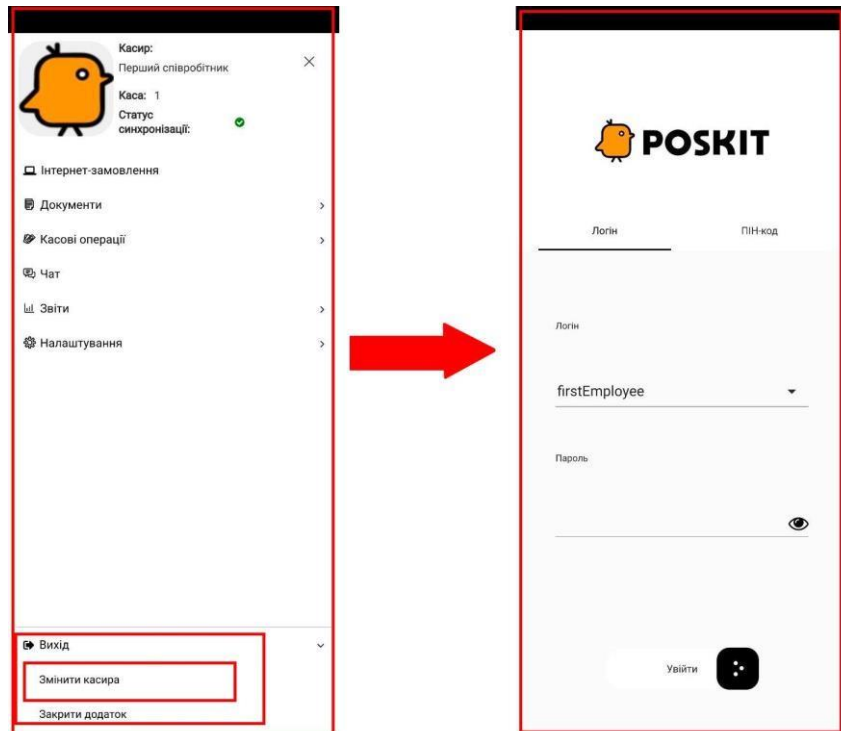 Касир:
Перший співробітник
Каса: 1
Статус
синхронізації:
Інтернет-замовлення
Документи
Касові операції
Чат
Звіти
Налаштування
Вихід
Змінити касира
Закрити додаток
POSKIT
Логін ПІН-код
Логін
firstEmployee
Пароль
Увійти